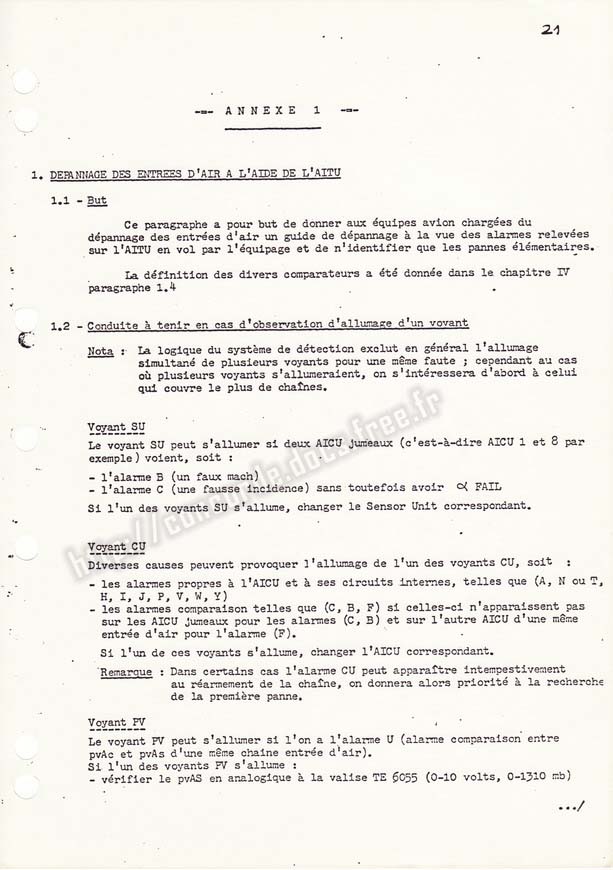 21
--- A N N E X E  1 ---
1. DEPANNAGE DES ENTREES D'AIR A L'AIDE DE L'AITU
1.1 - But
Ce paragraphe a pour but de donner aux équipes avion chargées du
dépannage des entrées d'air un guide de dépannage à la vue des alarmes relevées
sur l'AITU en vol par l'équipage et de n'identifier que les pannes élémentaires.
La définition des divers comparateurs a été donnée dans le chapitre IV
paragraphe 1.4
1.2 - Conduite à tenir en cas d'observation d'allumage d'un voyant
Nota : La logique du système de détection exclut en général l'allumage
simultané de plusieurs voyants pour une même faute ; cependant au cas
où plusieurs voyants s'allumeraient, on s'intéressera d'abord à celui
qui couvre le plus de chaînes.
Voyant SU
Le voyant SU peut s'allumer si deux AICU jumeaux (c'est-à-dire AICU 1 et 8 par
exemple) voient, soit :
- l'alarme B (un faux mach)
- l'alarme C (une fausse incidence) sans toutefois avoir α FAIL
Si l'un des voyants SU s'allume, changer le Sensor Unit correspondant.
Voyant CU
Diverses causes peuvent provoquer l'allumage de l'un des voyants CU, soit :
- les alarmes propres à l'AICU et à ses circuits internes, telles que (A, N ou T,
H, I, J, P, V, W, Y)
- les alarmes comparaison telles que (C, B, F) si celles-ci n'apparaissent pas
sur les AICU jumeaux pour les alarmes (C, B) et sur l'autre AICU d'une même
entrée d'air pour l'alarme (F).
Si l'un de ces voyants s'allume, changer l'AICU correspondant.
Remarque : Dans certains cas l'alarme CU peut apparaître intempestivement
au réarmement de la chaîne, on donnera alors priorité à la recherche
de la première panne.
Voyant PV
Le voyant PV peut s'allumer si l'on a l'alarme U (alarme comparaison entre
pvAc et pvAs d'une même chaine entrée d'air).
Si l'un des voyants PV s'allume :
- vérifier le pvAS en analogique à la valise TE 6055 (0-10 volts, 0-1310 mb)
.../
http://concorde.docs.free.fr